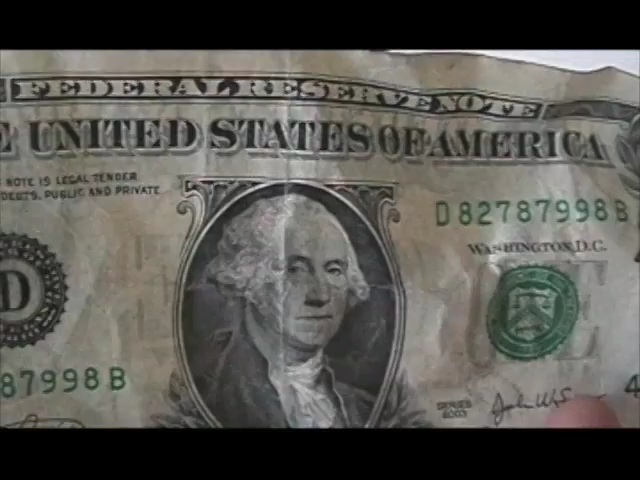 FEDERAL RESERVE NOTE
E UNITED STATES OF AMERICA
NOTE IS LEGAL TENDER
DEBTS, PUBLIC AND PRIVATE
D 82787998 B
WASHINGTON, D.C.
D
87998 B
SERIES
2003
4